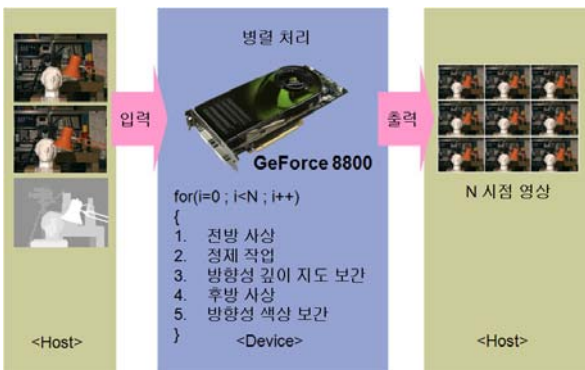 병렬 처리
입력
출력
GeForce 8800
for(i=0 ; i<N ; i++)
{
1. 전방 사상
2. 정제 작업
3. 방향성 깊이 지도 보간
4. 후방 사상
5. 방향성 색상 보간
}
N 시점 영상
<Host>
<Device>
<Host>